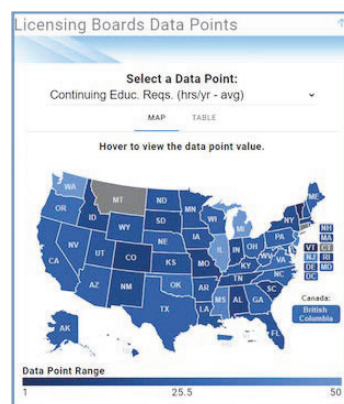 Licensing Boards Data Points
Select a Data Point:
Continuing Educ. Reqs. (hrs/yr - avg)
MAP TABLE
Hover to view the data point value.
WA
MT
ND
MN
ME
OR
ID
SD
WI
MI
NY
WY
IA
NE
PA
NV
UT
CO
KS
MO
IL
IN
OH
WV
VA
KY
CA
AZ
NM
OK
AR
TN
NC
SC
MS
AL
GA
TX
LA
FL
AK
HI
NH
MA
VT CT
NJ RI
DE MD
DC
Canada:
British
Columbia
Data Point Range
1 25.5 50